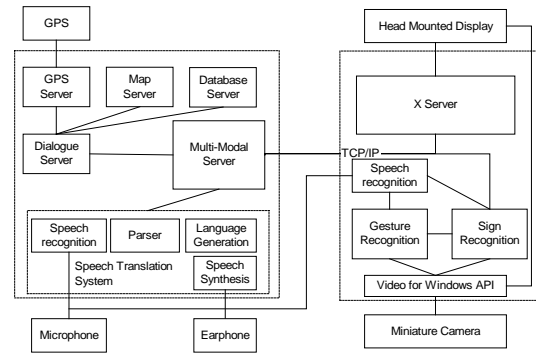 GPS
Head Mounted Display
GPS
Server
Map
Server
Database
Server
X Server
Dialogue
Server
Multi-Modal
Server
TCP/IP
Speech
recognition
Speech
recognition
Parser
Language
Generation
Gesture
Recognition
Sign
Recognition
Speech Translation
System
Speech
Synthesis
Video for Windows API
Microphone
Earphone
Miniature Camera